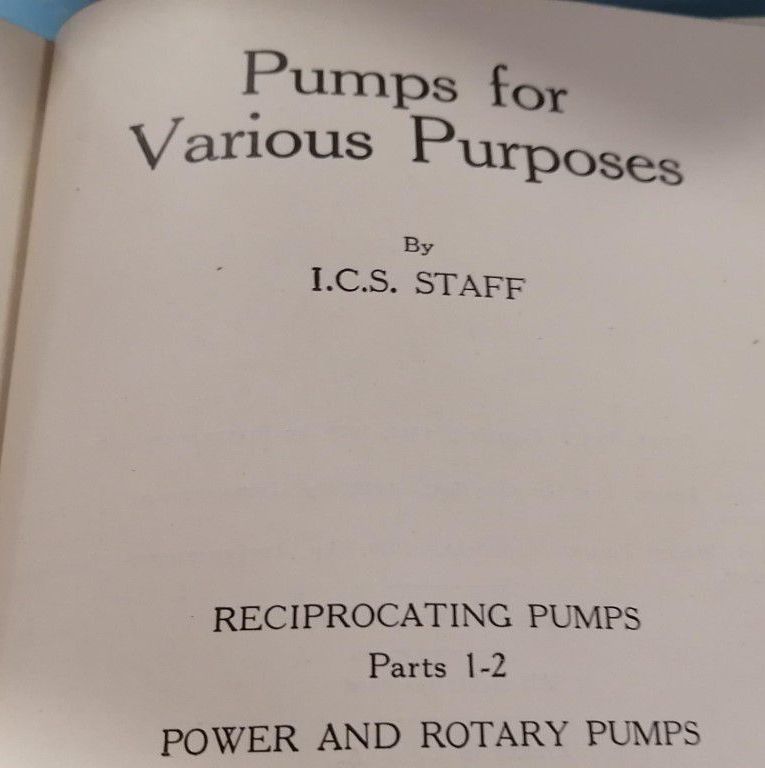 Pumps for
Various Purposes
By
I.C.S. STAFF
RECIPROCATING PUMPS
Parts 1-2
POWER AND ROTARY PUMPS